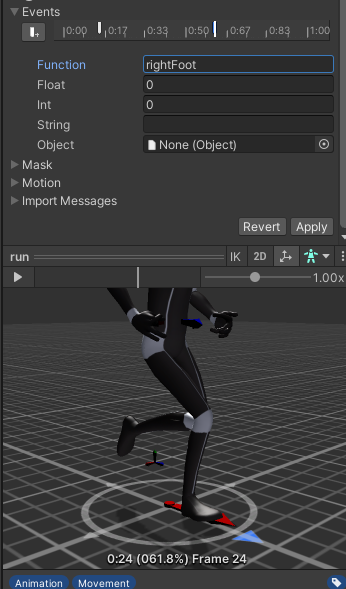 Events
0:00 0:17 0:33 0:50 0:67 0:83 1:00
Function rightFoot
Float 0
Int 0
String
Object None (Object)
Mask
Motion
Import Messages
Revert Apply
run IK 2D
1.00x
0:24 (061.8%) Frame 24
Animation Movement